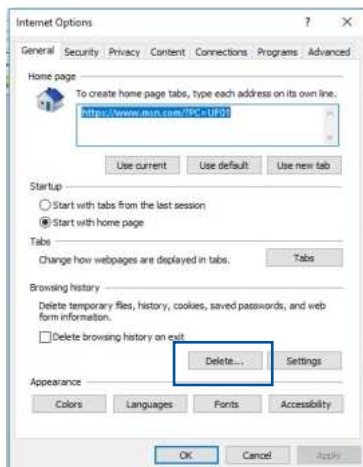 Internet Options ? X
General Security Privacy Content Connections Programs Advanced
Home page
To create home page tabs, type each address on its own line.
https://www.msn.com/?PC=UF01
Use current Use default Use new tab
Startup
Start with tabs from the last session
Start with home page
Tabs
Change how webpages are displayed in tabs. Tabs
Browsing history
Delete temporary files, history, cookies, saved passwords, and web
form information.
Delete browsing history on exit
Delete... Settings
Appearance
Colors Languages Fonts Accessibility
OK Cancel Apply